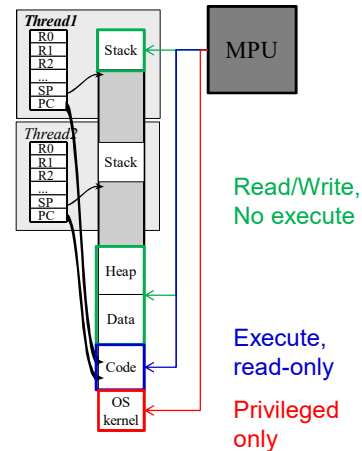 Thread1
R0
R1
R2
...
SP
PC
Stack
MPU
Thread2
R0
R1
R2
...
SP
PC
Stack
Read/Write,
No execute
Heap
Data
Code
Execute,
read-only
OS
kernel
Privileged
only